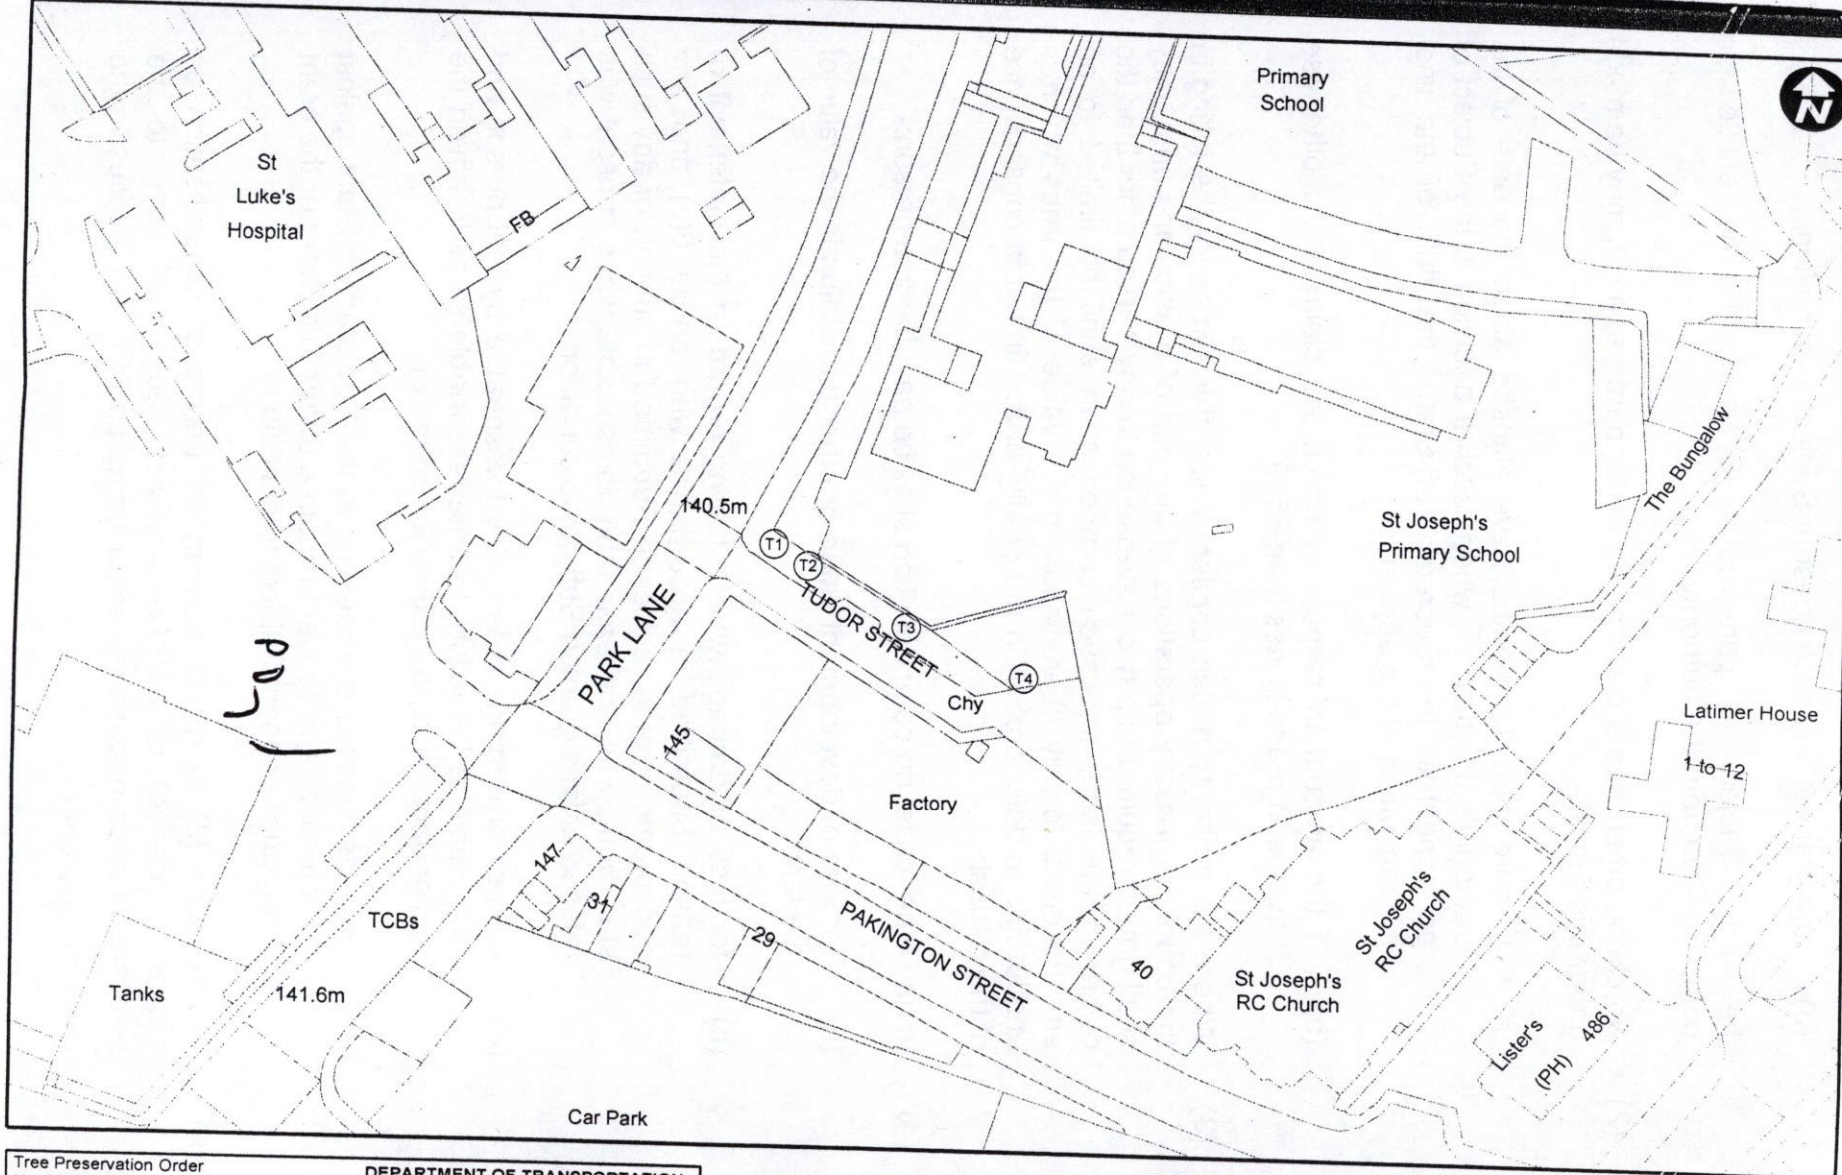 Primary
School
N
St
Luke's
Hospital
FB
140.5m
T1
T2
TUDOR STREET
T3
T4
Chy
PARK LANE
St Joseph's
Primary School
The Bungalow
Latimer House
1 to 12
145
Factory
147
31
29
TCBs
PAKINGTON STREET
40
St Joseph's
RC Church
St Joseph's
RC Church
Tanks
141.6m
Lister's
(PH) 486
Car Park
Tree Preservation Order
DEPARTMENT OF TRANSPORTATION